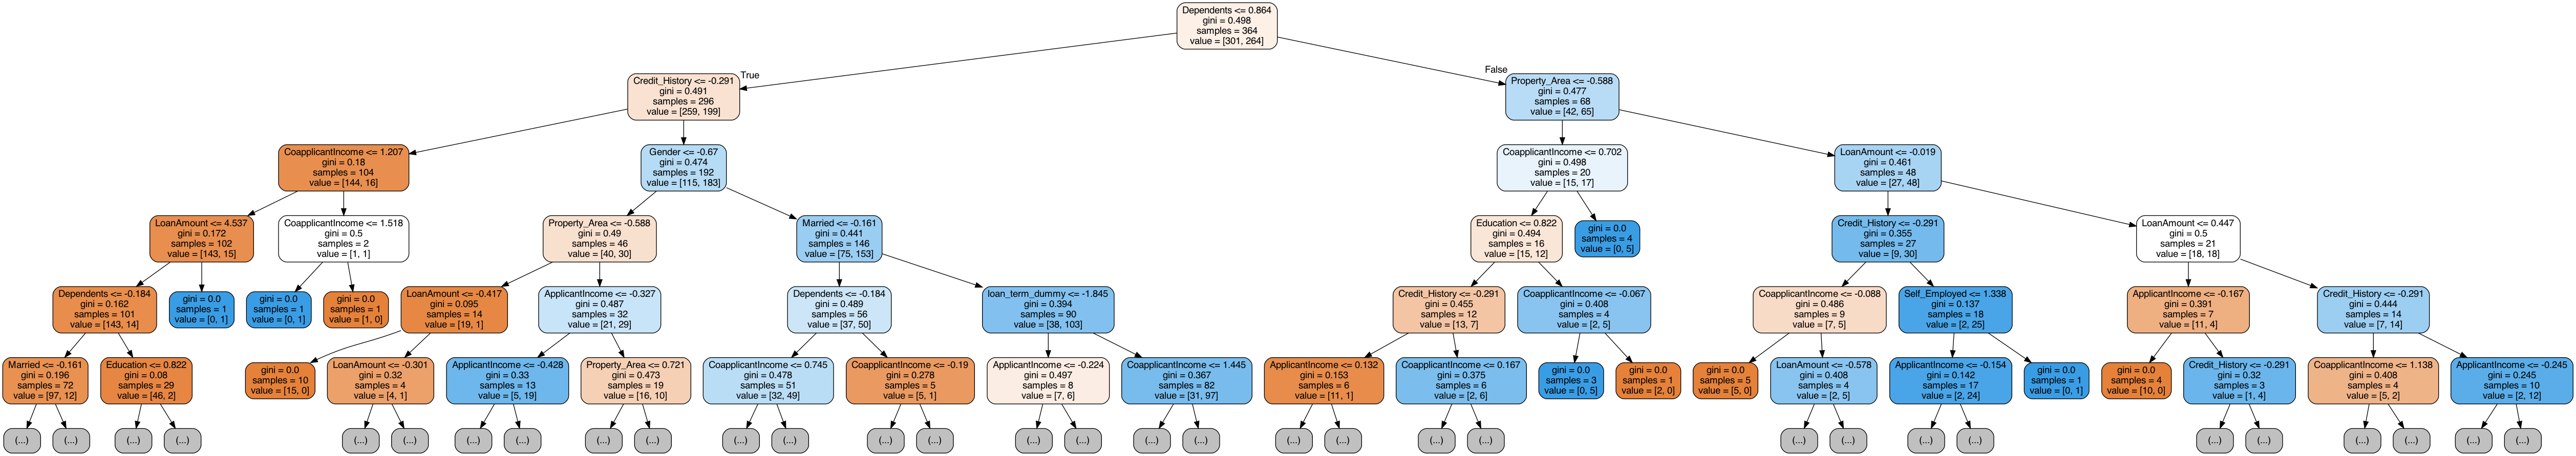 Dependents <= 0.864
gini = 0.498
samples = 364
value = [301, 264]
True
False
Credit_History <= -0.291
gini = 0.491
samples = 296
value = [259, 199]
Property_Area <= -0.588
gini = 0.477
samples = 68
value = [42, 65]
CoapplicantIncome <= 1.207
gini = 0.18
samples = 104
value = [144, 16]
Gender <= -0.67
gini = 0.474
samples = 192
value = [115, 183]
CoapplicantIncome <= 0.702
gini = 0.498
samples = 20
value = [15, 17]
LoanAmount <= -0.019
gini = 0.461
samples = 48
value = [27, 48]
LoanAmount <= 4.537
gini = 0.172
samples = 102
value = [143, 15]
CoapplicantIncome <= 1.518
gini = 0.5
samples = 2
value = [1, 1]
Property_Area <= -0.588
gini = 0.49
samples = 46
value = [40, 30]
Married <= -0.161
gini = 0.441
samples = 146
value = [75, 153]
Education <= 0.822
gini = 0.494
samples = 16
value = [15, 12]
gini = 0.0
samples = 4
value = [0, 5]
Credit_History <= -0.291
gini = 0.355
samples = 27
value = [9, 30]
LoanAmount <= 0.447
gini = 0.5
samples = 21
value = [18, 18]
Dependents <= -0.184
gini = 0.162
samples = 101
value = [143, 14]
gini = 0.0
samples = 1
value = [0, 1]
gini = 0.0
samples = 1
value = [0, 1]
gini = 0.0
samples = 1
value = [1, 0]
LoanAmount <= -0.417
gini = 0.095
samples = 14
value = [19, 1]
ApplicantIncome <= -0.327
gini = 0.487
samples = 32
value = [21, 29]
Dependents <= -0.184
gini = 0.489
samples = 56
value = [37, 50]
loan_term_dummy <= -1.845
gini = 0.394
samples = 90
value = [38, 103]
Credit_History <= -0.291
gini = 0.455
samples = 12
value = [13, 7]
CoapplicantIncome <= -0.067
gini = 0.408
samples = 4
value = [2, 5]
CoapplicantIncome <= -0.088
gini = 0.486
samples = 9
value = [7, 5]
Self_Employed <= 1.338
gini = 0.137
samples = 18
value = [2, 25]
ApplicantIncome <= -0.167
gini = 0.391
samples = 7
value = [11, 4]
Credit_History <= -0.291
gini = 0.444
samples = 14
value = [7, 14]
Married <= -0.161
gini = 0.196
samples = 72
value = [97, 12]
Education <= 0.822
gini = 0.08
samples = 29
value = [46, 2]
gini = 0.0
samples = 10
value = [15, 0]
LoanAmount <= -0.301
gini = 0.32
samples = 4
value = [4, 1]
ApplicantIncome <= -0.428
gini = 0.33
samples = 13
value = [5, 19]
Property_Area <= 0.721
gini = 0.473
samples = 19
value = [16, 10]
CoapplicantIncome <= 0.745
gini = 0.478
samples = 51
value = [32, 49]
CoapplicantIncome <= -0.19
gini = 0.278
samples = 5
value = [5, 1]
ApplicantIncome <= -0.224
gini = 0.497
samples = 8
value = [7, 6]
CoapplicantIncome <= 1.445
gini = 0.367
samples = 82
value = [31, 97]
ApplicantIncome <= 0.132
gini = 0.153
samples = 6
value = [11, 1]
CoapplicantIncome <= 0.167
gini = 0.375
samples = 6
value = [2, 6]
gini = 0.0
samples = 3
value = [0, 5]
gini = 0.0
samples = 1
value = [2, 0]
gini = 0.0
samples = 5
value = [5, 0]
LoanAmount <= -0.578
gini = 0.408
samples = 4
value = [2, 5]
ApplicantIncome <= -0.154
gini = 0.142
samples = 17
value = [2, 24]
gini = 0.0
samples = 1
value = [0, 1]
gini = 0.0
samples = 4
value = [10, 0]
Credit_History <= -0.291
gini = 0.32
samples = 3
value = [1, 4]
CoapplicantIncome <= 1.138
gini = 0.408
samples = 4
value = [5, 2]
ApplicantIncome <= -0.245
gini = 0.245
samples = 10
value = [2, 12]
(...) (...) (...) (...) (...) (...) (...) (...) (...) (...) (...) (...) (...) (...) (...) (...) (...) (...) (...) (...) (...) (...) (...) (...) (...) (...) (...) (...) (...) (...) (...) (...) (...) (...)